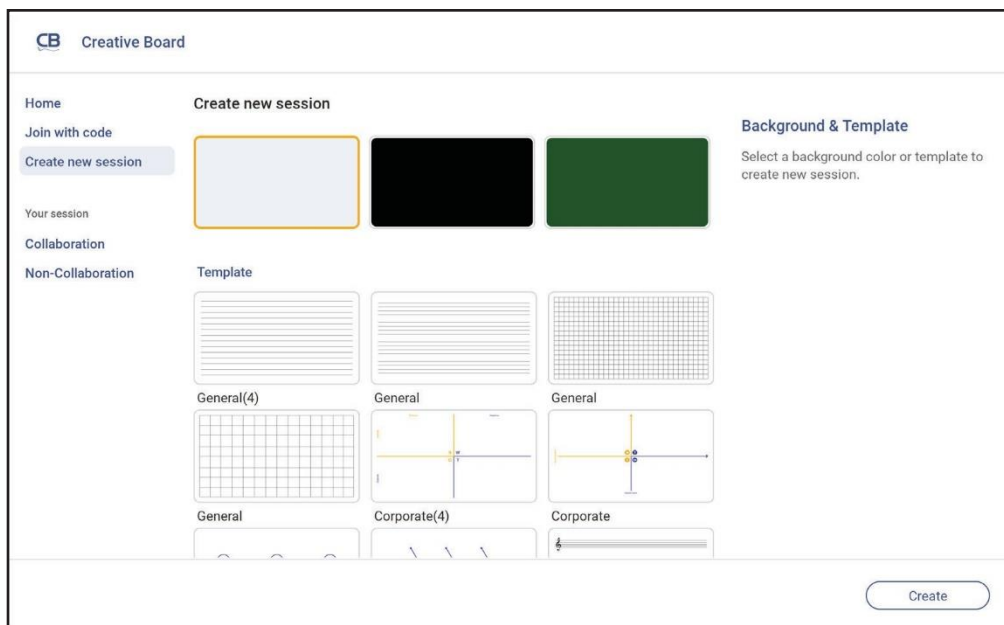 CB
Creative Board
Home
Join with code
Create new session
Your session
Collaboration
Non-Collaboration
Create new session
Template
General(4)
General
General
General
Corporate(4)
Corporate
Background & Template
Select a background color or template to
create new session.
Create